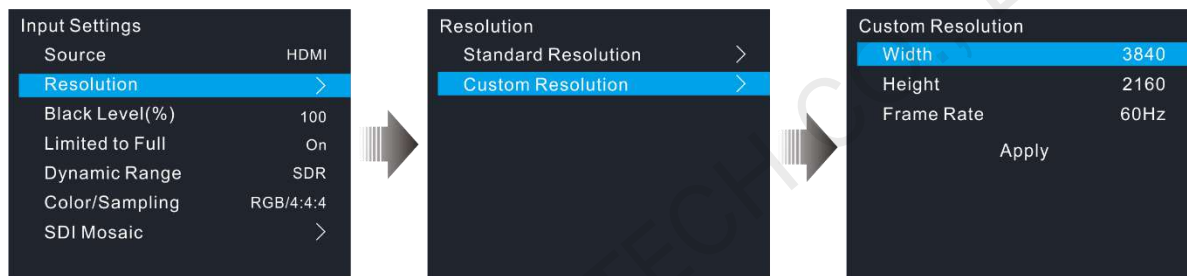 Input Settings
Source HDMI
Resolution >
Black Level(%) 100
Limited to Full On
Dynamic Range SDR
Color/Sampling RGB/4:4:4
SDI Mosaic >
Resolution
Standard Resolution >
Custom Resolution >
Custom Resolution
Width 3840
Height 2160
Frame Rate 60Hz
Apply